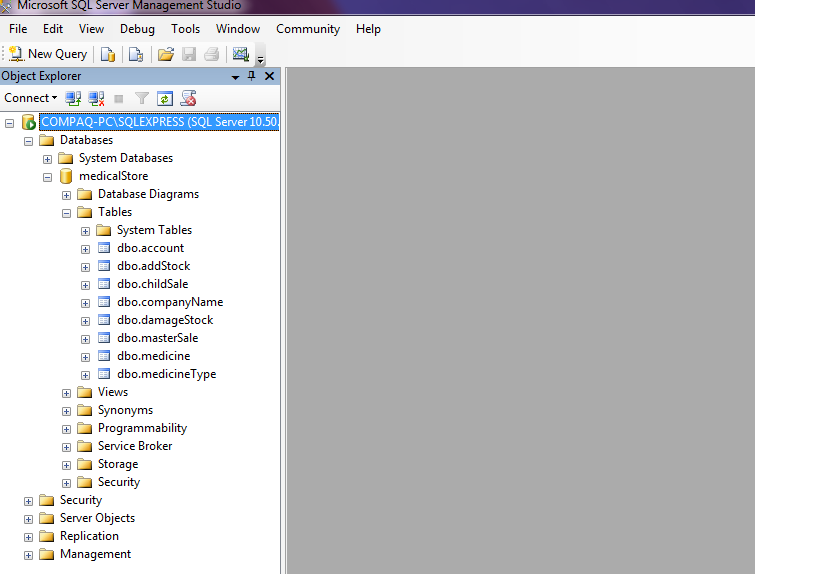 Microsoft SQL Server Management Studio
File Edit View Debug Tools Window Community Help
New Query
Object Explorer
Connect
COMPAQ-PC\SQLEXPRESS (SQL Server 10.50.
Databases
System Databases
medicalStore
Database Diagrams
Tables
System Tables
dbo.account
dbo.addStock
dbo.childSale
dbo.companyName
dbo.damageStock
dbo.masterSale
dbo.medicine
dbo.medicineType
Views
Synonyms
Programmability
Service Broker
Storage
Security
Security
Server Objects
Replication
Management